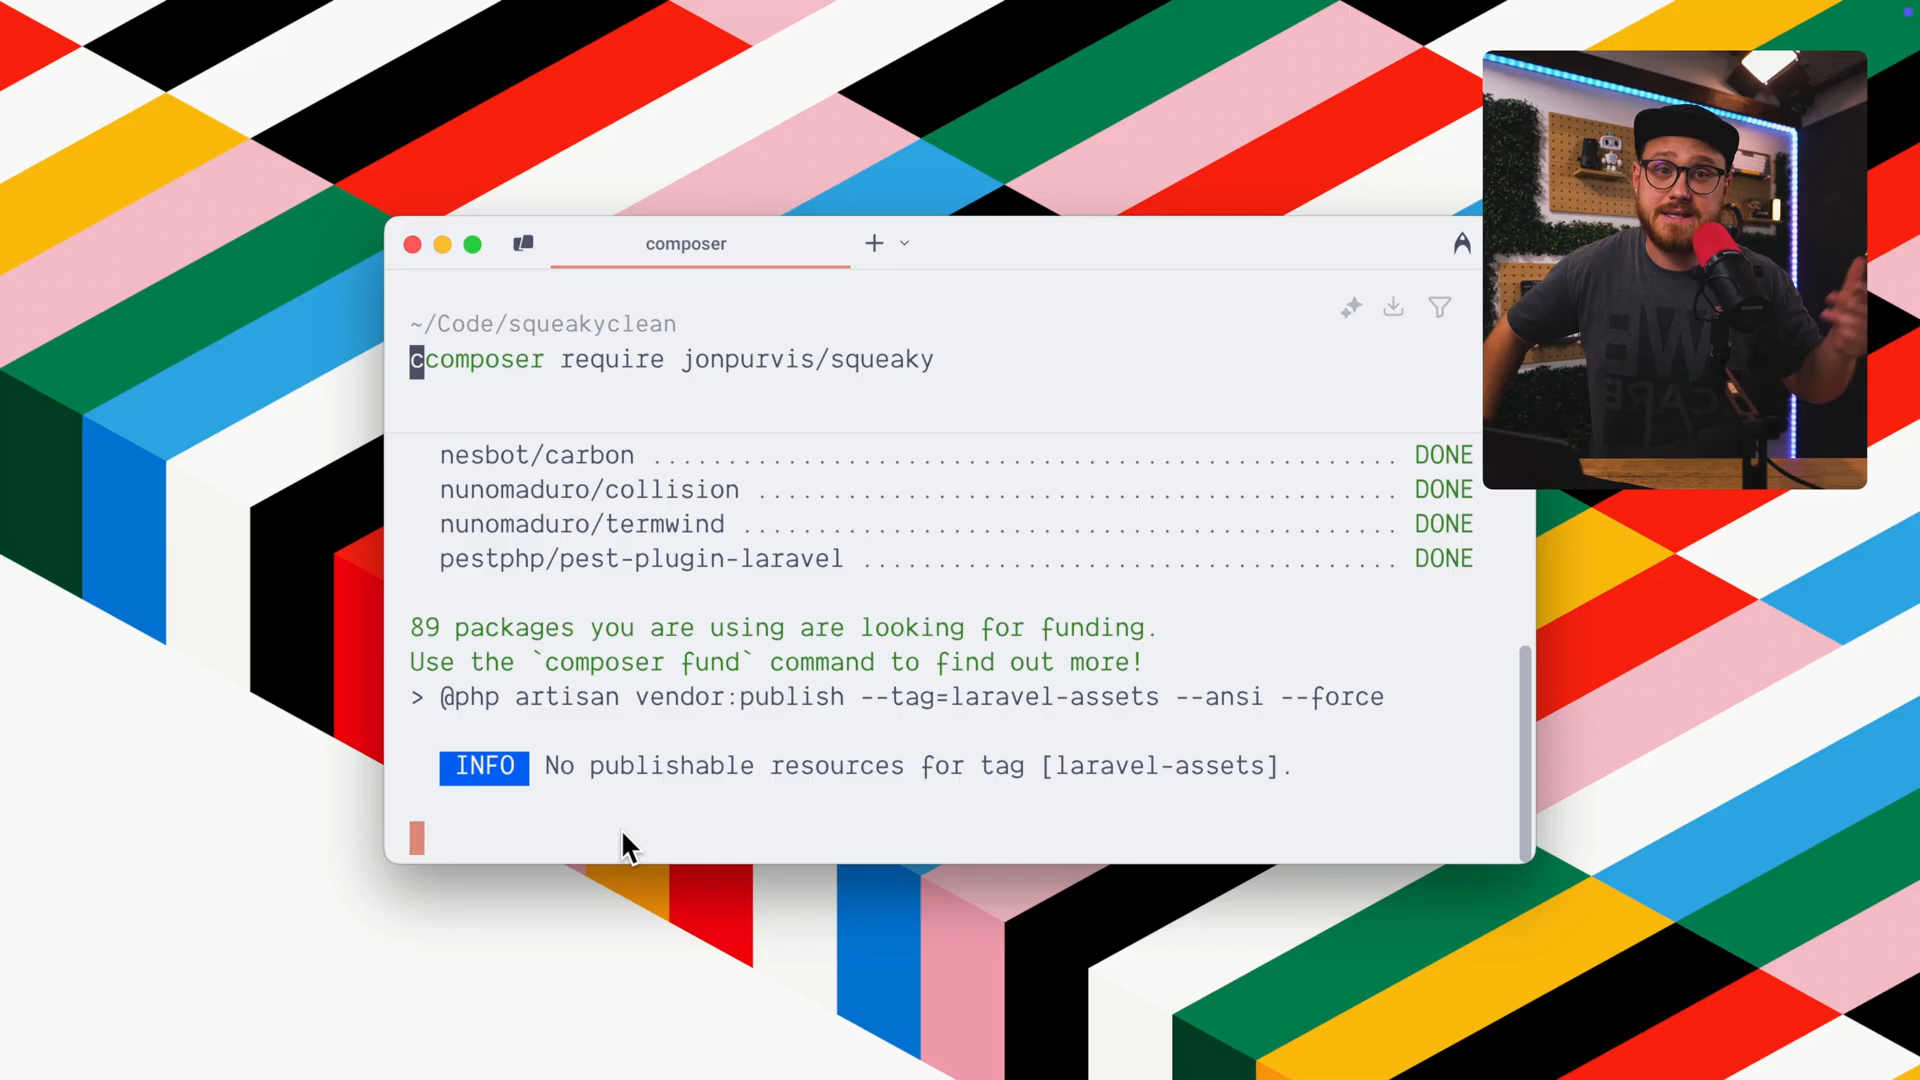 composer
~/Code/squeakyclean
ccomposer require jonpurvis/squeaky
nesbot/carbon .................................................. DONE
nunomaduro/collision ........................................... DONE
nunomaduro/termwind ............................................ DONE
pestphp/pest-plugin-laravel .................................... DONE
89 packages you are using are looking for funding.
Use the `composer fund` command to find out more!
> @php artisan vendor:publish --tag=laravel-assets --ansi --force
INFO No publishable resources for tag [laravel-assets].